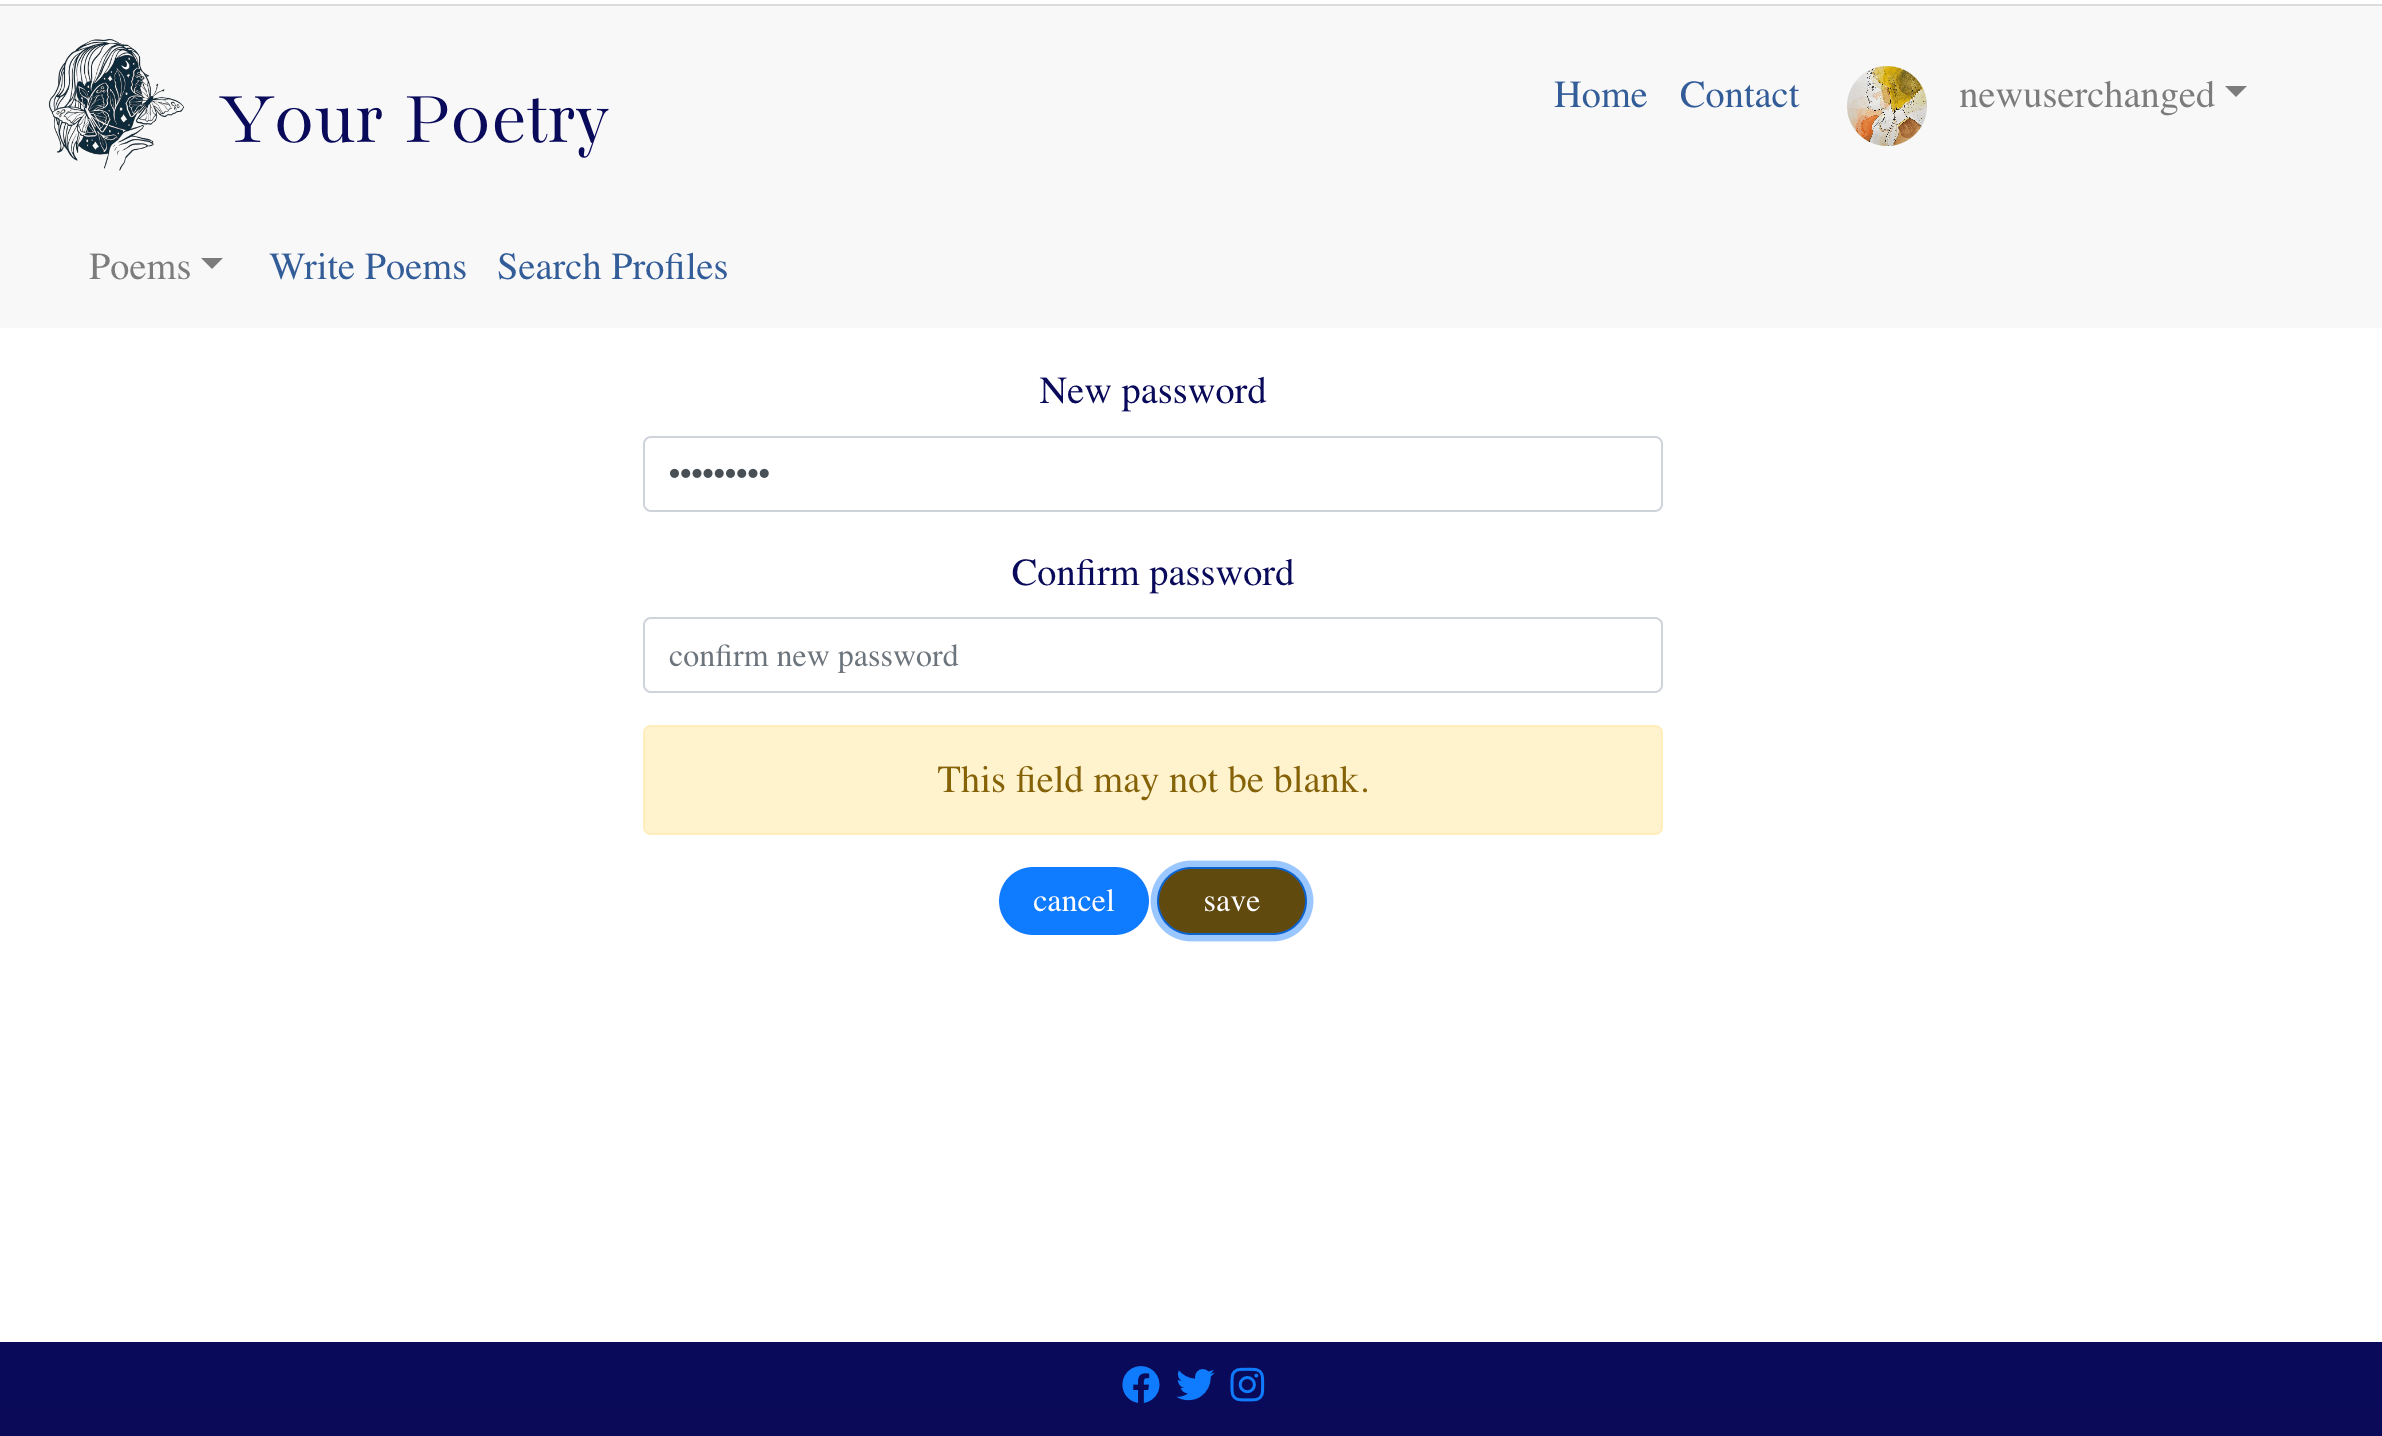 Your Poetry
Home Contact newuserchanged
Poems Write Poems Search Profiles
New password
•••••••••
Confirm password
confirm new password
This field may not be blank.
cancel save